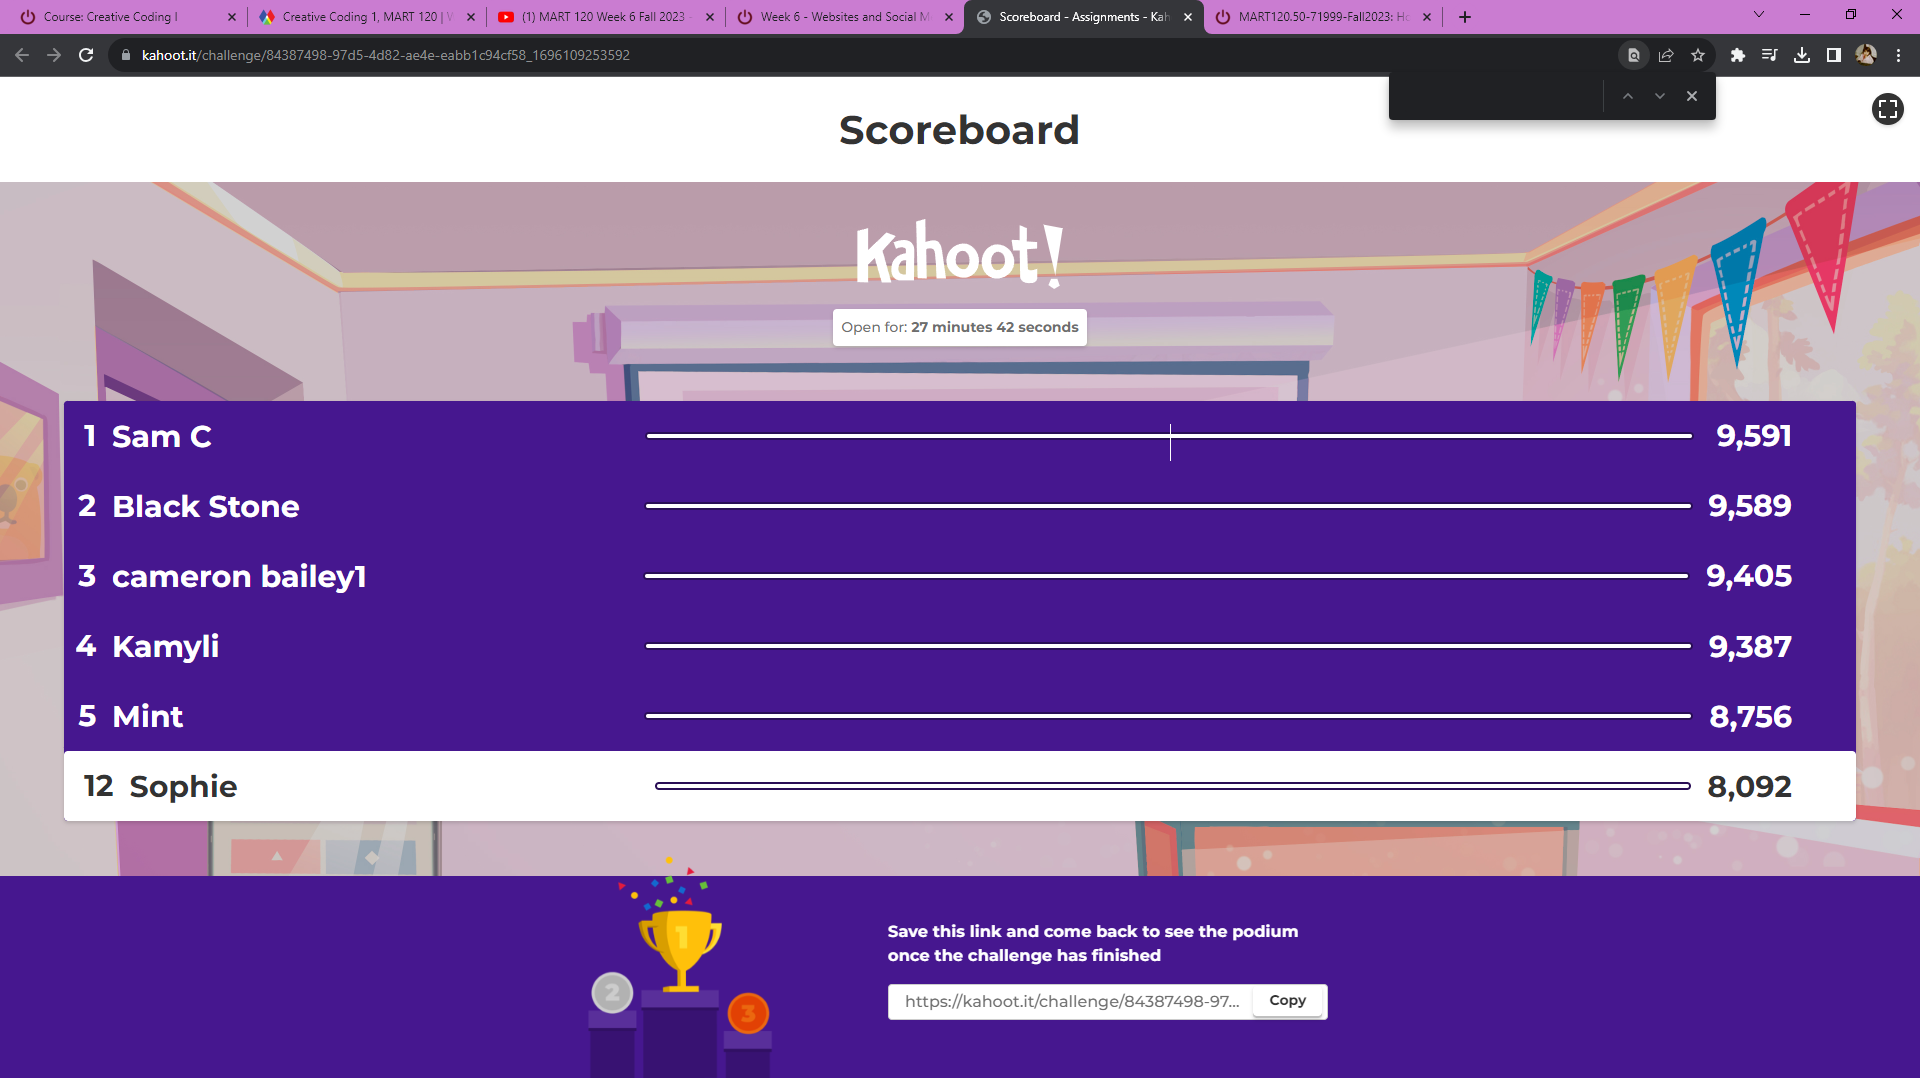 Course: Creative Coding I
Creative Coding 1, MART 120 | W
(1) MART 120 Week 6 Fall 2023 -
Week 6 - Websites and Social M
Scoreboard - Assignments - Kah
MART120.50-71999-Fall2023: Ho
kahoot.it/challenge/84387498-97d5-4d82-ae4e-eabb1c94cf58_1696109253592
Scoreboard
Kahoot!
Open for: 27 minutes 42 seconds
1 Sam C 9,591
2 Black Stone 9,589
3 cameron bailey1 9,405
4 Kamyli 9,387
5 Mint 8,756
12 Sophie 8,092
1
2
3
Save this link and come back to see the podium
once the challenge has finished
https://kahoot.it/challenge/84387498-97... Copy